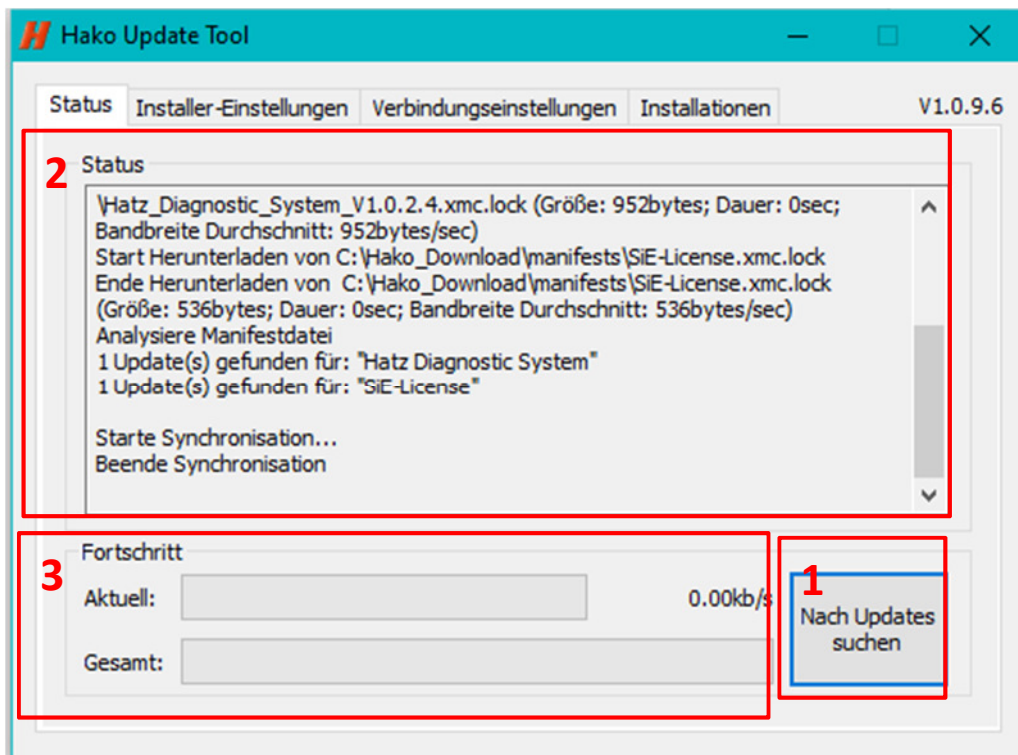 H Hako Update Tool
Status Installer-Einstellungen Verbindungseinstellungen Installationen V1.0.9.6
2
Status
\Hatz_Diagnostic_System_V1.0.2.4.xmc.lock (Größe: 952bytes; Dauer: 0sec;
Bandbreite Durchschnitt: 952bytes/sec)
Start Herunterladen von C:\Hako_Download\manifests\SiE-License.xmc.lock
Ende Herunterladen von C:\Hako_Download\manifests\SiE-License.xmc.lock
(Größe: 536bytes; Dauer: 0sec; Bandbreite Durchschnitt: 536bytes/sec)
Analysiere Manifestdatei
1 Update(s) gefunden für: "Hatz Diagnostic System"
1 Update(s) gefunden für: "SiE-License"
Starte Synchronisation...
Beende Synchronisation
3
Fortschritt
Aktuell: 0.00kb/s
Gesamt:
1
Nach Updates
suchen